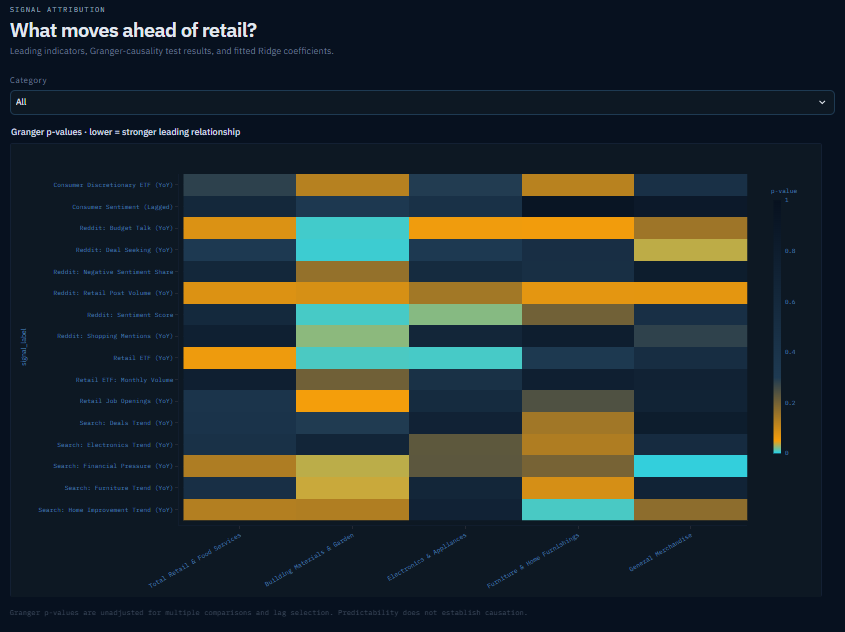 SIGNAL ATTRIBUTION
What moves ahead of retail?
Leading indicators, Granger-causality test results, and fitted Ridge coefficients.
Category
All
Granger p-values · lower = stronger leading relationship
signal_label
Consumer Discretionary ETF (YoY)
Consumer Sentiment (Lagged)
Reddit: Budget Talk (YoY)
Reddit: Deal Seeking (YoY)
Reddit: Negative Sentiment Share
Reddit: Retail Post Volume (YoY)
Reddit: Sentiment Score
Reddit: Shopping Mentions (YoY)
Retail ETF (YoY)
Retail ETF: Monthly Volume
Retail Job Openings (YoY)
Search: Deals Trend (YoY)
Search: Electronics Trend (YoY)
Search: Financial Pressure (YoY)
Search: Furniture Trend (YoY)
Search: Home Improvement Trend (YoY)
Total Retail & Food Services
Building Materials & Garden
Electronics & Appliances
Furniture & Home Furnishings
General Merchandise
p-value
1
0.8
0.6
0.4
0.2
0
Granger p-values are unadjusted for multiple comparisons and lag selection. Predictability does not establish causation.